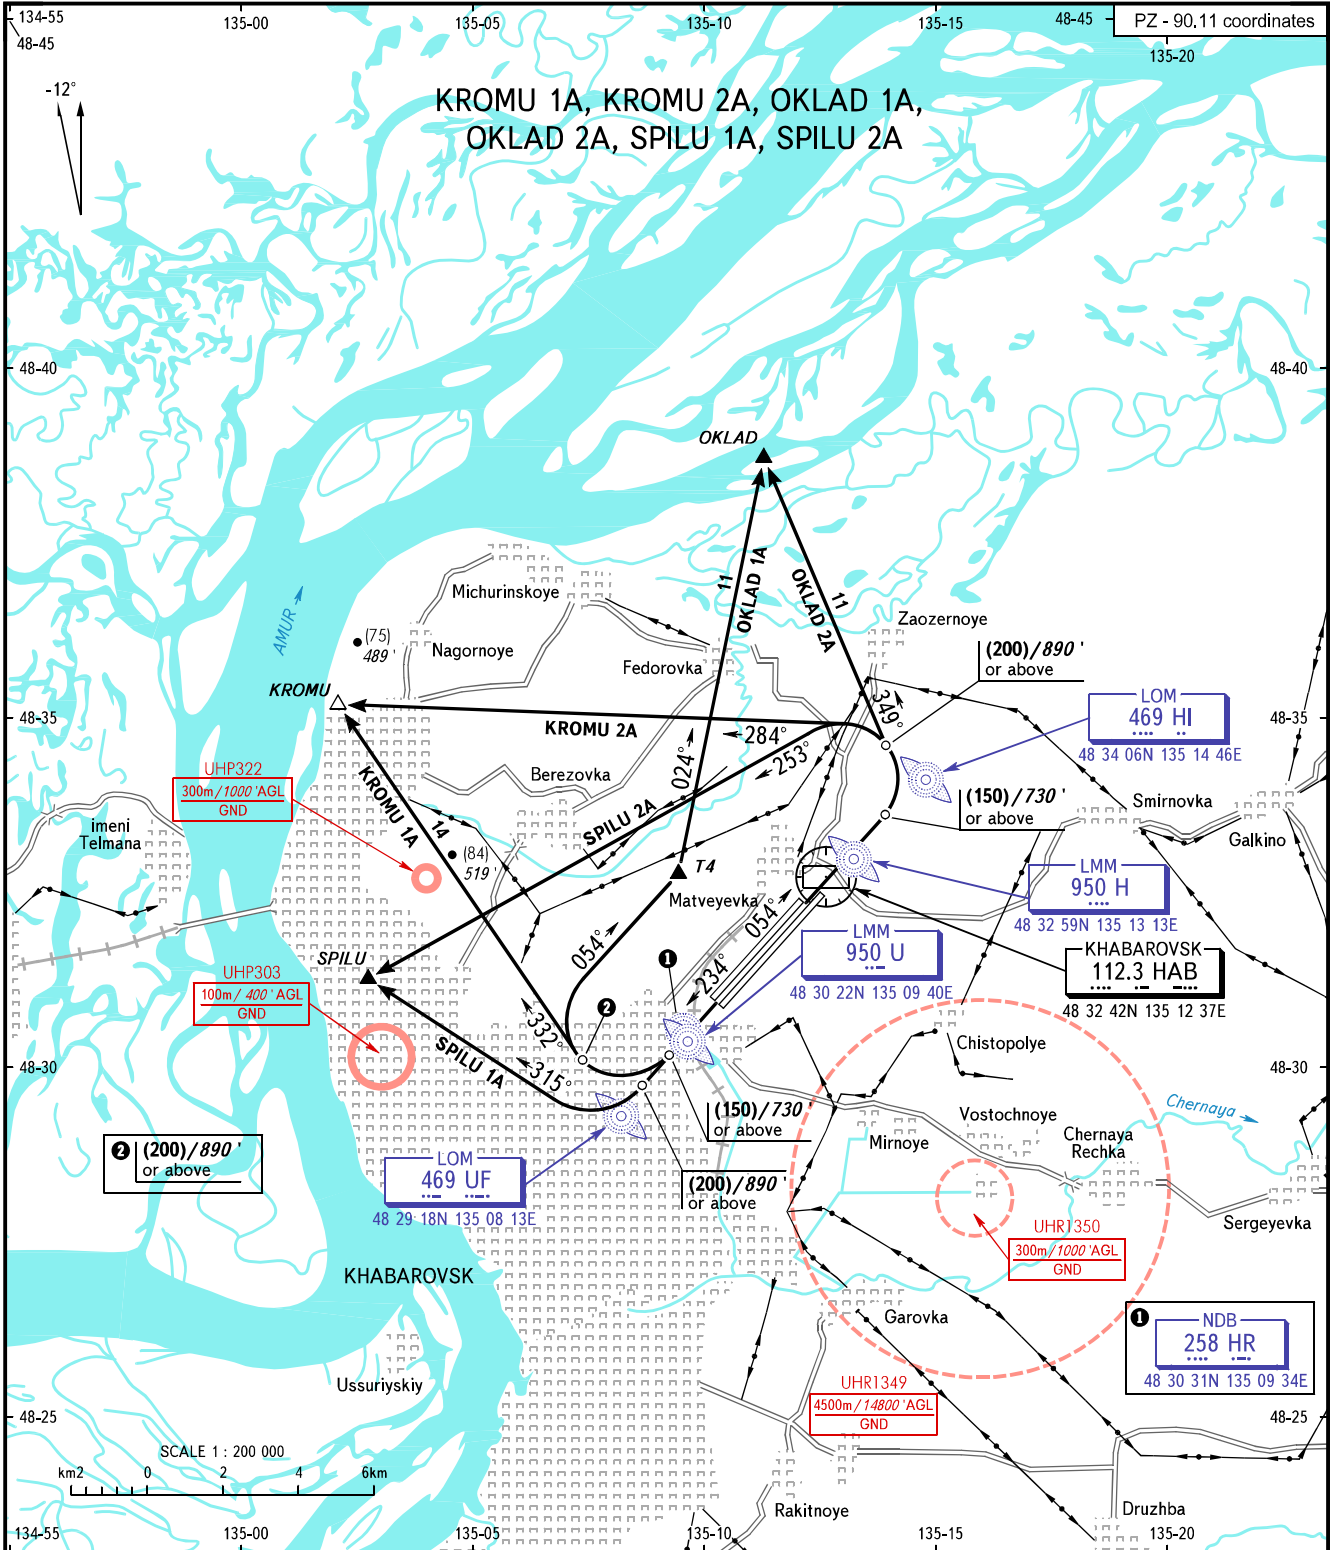 134-55
135-00
135-05
135-10
135-15
48-45
PZ - 90.11 coordinates
48-45
135-20
-12°
KROMU 1A, KROMU 2A, OKLAD 1A,
OKLAD 2A, SPILU 1A, SPILU 2A
48-40
48-40
OKLAD
11
OKLAD 1A
11
OKLAD 2A
Michurinskoye
AMUR
(75)
489'
Nagornoye
Fedorovka
Zaozernoye
(200)/890'
or above
KROMU
349°
LOM
469 HI
48 34 06N 135 14 46E
48-35
48-35
KROMU 2A
284°
253°
024°
UHP322
300m/1000'AGL
GND
KROMU 1A
14
Berezovka
SPILU 2A
(150)/730'
or above
Smirnovka
Galkino
imeni
Telmana
(84)
519'
T4
Matveyevka
LMM
950 H
48 32 59N 135 13 13E
054°
LMM
950 U
48 30 22N 135 09 40E
KHABAROVSK
112.3 HAB
48 32 42N 135 12 37E
SPILU
054°
1
234°
UHP303
100m/400'AGL
GND
2
332°
SPILU 1A
315°
Chistopolye
48-30
48-30
(150)/730
or above
Mirnoye
Vostochnoye
Chernaya
Rechka
Chernaya
2
(200)/890'
or above
LOM
469 UF
48 29 18N 135 08 13E
(200)/890'
or above
UHR1350
300m/1000'AGL
GND
Sergeyevka
KHABAROVSK
Garovka
1
NDB
258 HR
48 30 31N 135 09 34E
Ussuriyskiy
UHR1349
4500m/14800'AGL
GND
48-25
48-25
SCALE 1 : 200 000
km2 0 2 4 6km
Rakitnoye
Druzhba
134-55
135-00
135-05
135-10
135-15
135-20